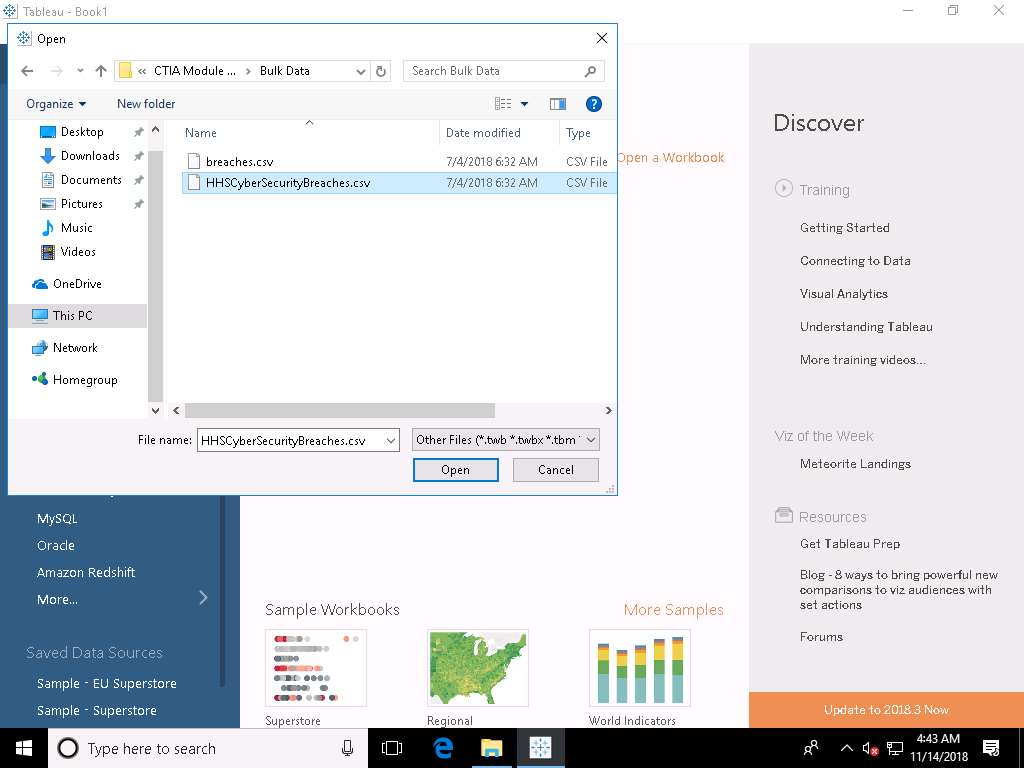 Tableau - Book1
Open
« CTIA Module ... > Bulk Data
Search Bulk Data
Organize
New folder
Desktop
Downloads
Documents
Pictures
Music
Videos
OneDrive
This PC
Network
Homegroup
Name
Date modified
Type
breaches.csv
7/4/2018 6:32 AM
CSV File
HHSCyberSecurityBreaches.csv
7/4/2018 6:32 AM
CSV File
File name:
HHSCyberSecurityBreaches.csv
Other Files (*.twb *.twbx *.tbm
Open
Cancel
Open a Workbook
MySQL
Oracle
Amazon Redshift
More...
Saved Data Sources
Sample - EU Superstore
Sample - Superstore
Sample Workbooks
More Samples
Superstore
Regional
World Indicators
Discover
Training
Getting Started
Connecting to Data
Visual Analytics
Understanding Tableau
More training videos...
Viz of the Week
Meteorite Landings
Resources
Get Tableau Prep
Blog - 8 ways to bring powerful new
comparisons to viz audiences with
set actions
Forums
Update to 2018.3 Now
Type here to search
4:43 AM
11/14/2018